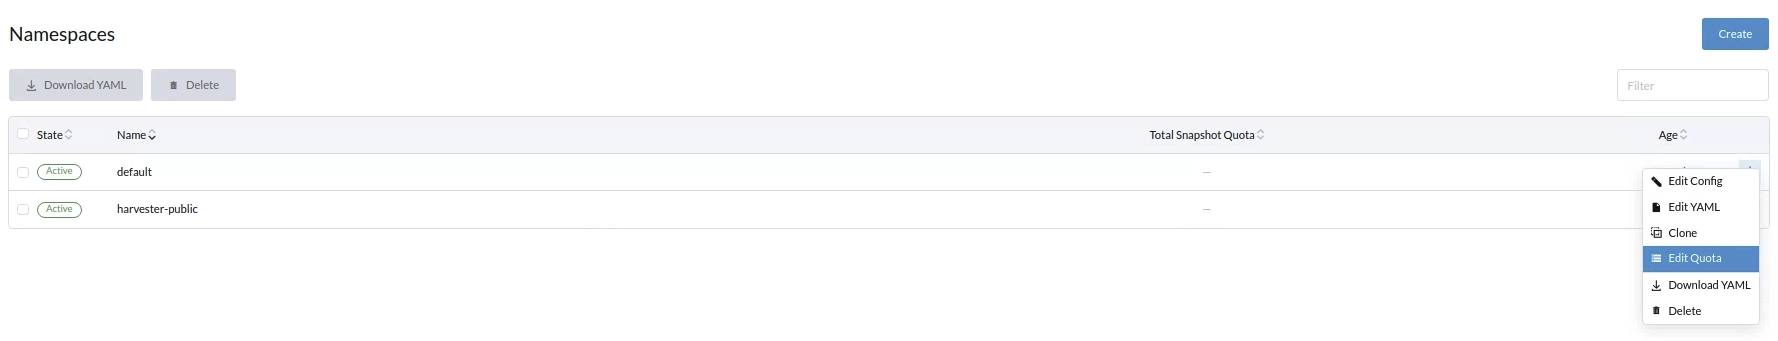 Namespaces
Create
Download YAML Delete Filter
State Name Total Snapshot Quota Age
Active default —
Active harvester-public —
Edit Config
Edit YAML
Clone
Edit Quota
Download YAML
Delete